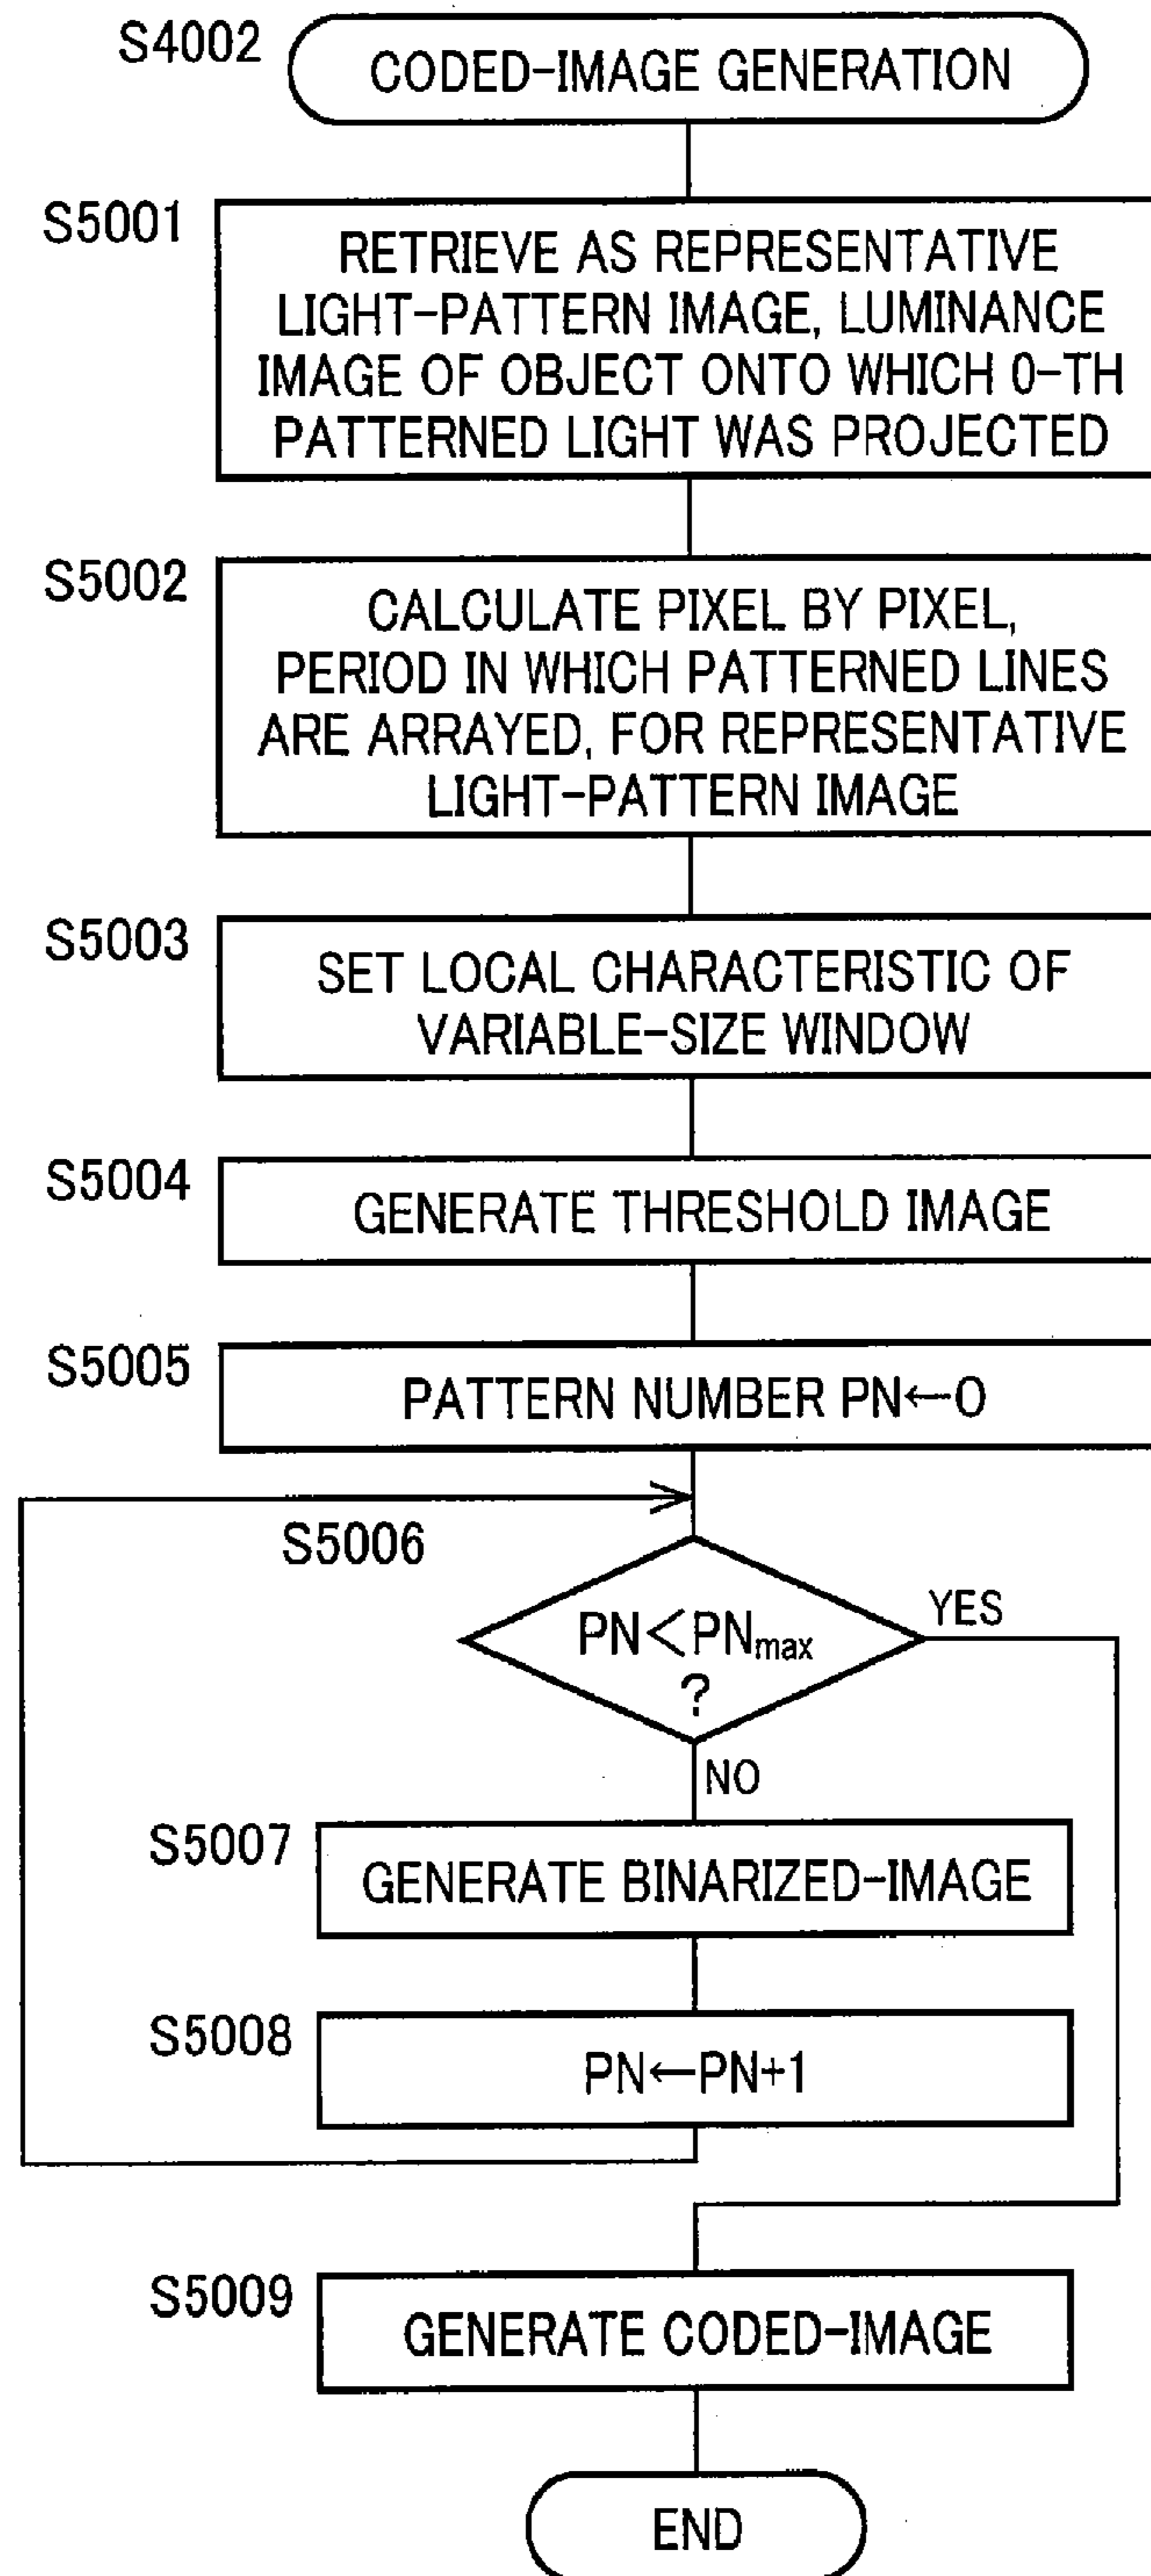 S4002
CODED-IMAGE GENERATION
S5001
RETRIEVE AS REPRESENTATIVE
LIGHT-PATTERN IMAGE, LUMINANCE
IMAGE OF OBJECT ONTO WHICH 0-TH
PATTERNED LIGHT WAS PROJECTED
S5002
CALCULATE PIXEL BY PIXEL,
PERIOD IN WHICH PATTERNED LINES
ARE ARRAYED, FOR REPRESENTATIVE
LIGHT-PATTERN IMAGE
S5003
SET LOCAL CHARACTERISTIC OF
VARIABLE-SIZE WINDOW
S5004
GENERATE THRESHOLD IMAGE
S5005
PATTERN NUMBER PN←0
S5006
PN<PNmax
?
YES
NO
S5007
GENERATE BINARIZED-IMAGE
S5008
PN←PN+1
S5009
GENERATE CODED-IMAGE
END